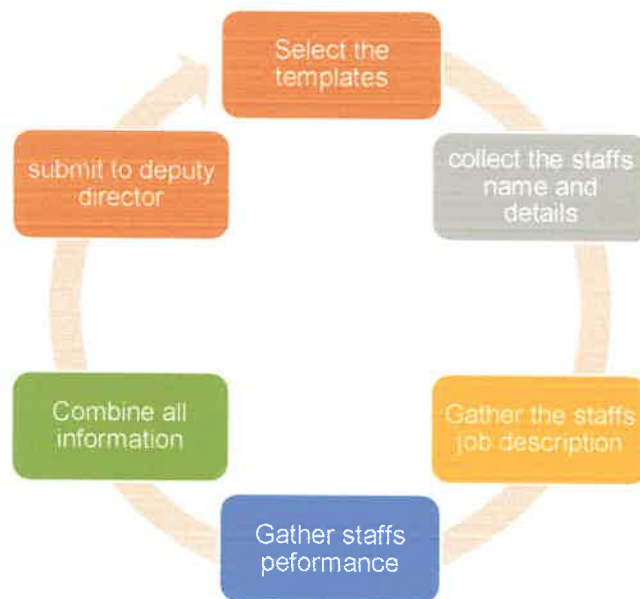 Select the
templates
collect the staffs
name and
details
Gather the staffs
job description
Gather staffs
peformance
Combine all
information
submit to deputy
director